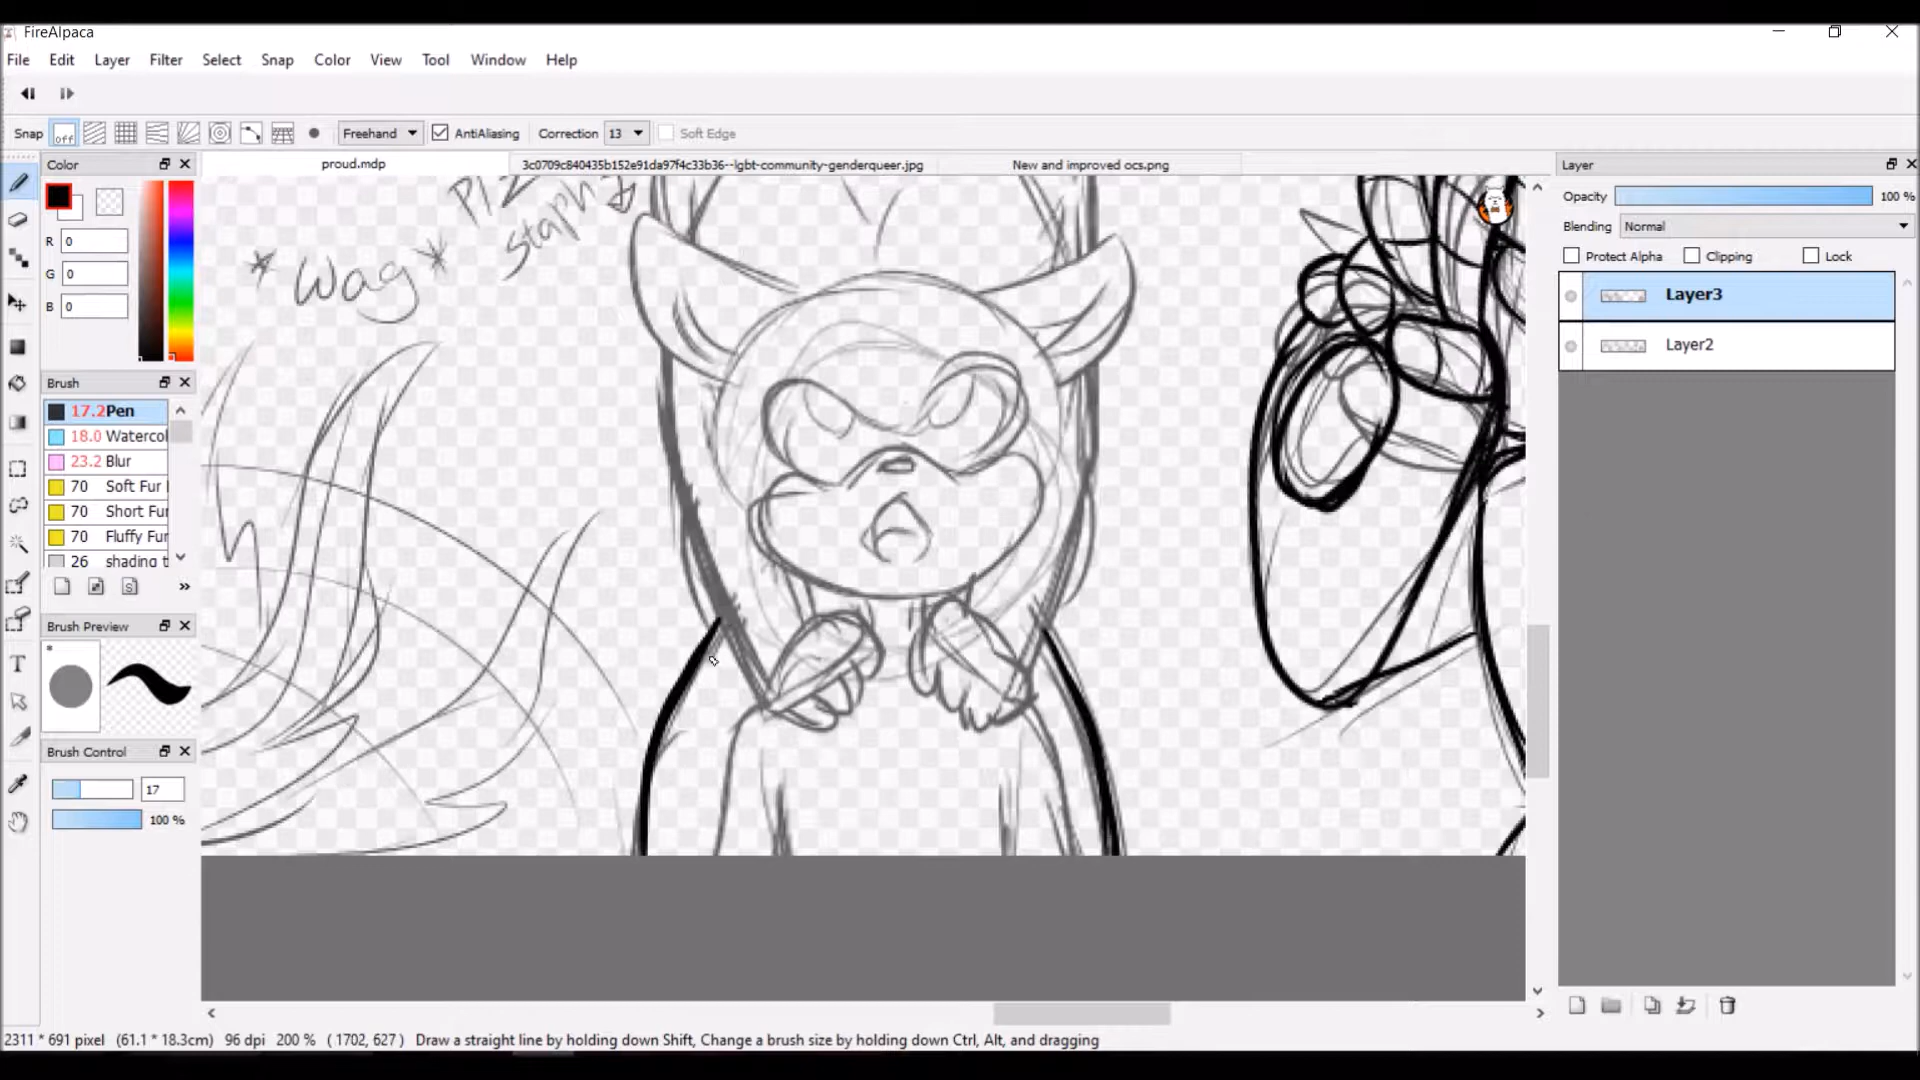 FireAlpaca
File Edit Layer Filter Select Snap Color View Tool Window Help
Snap off Freehand AntiAliasing Correction 13 Soft Edge
Color
proud.mdp 3c0709c840435b152e91da97f4c33b36--lgbt-community-genderqueer.jpg New and improved ocs.png
Layer
R 0
G 0
B 0
Opacity 100 %
Blending Normal
Protect Alpha Clipping Lock
Layer3
Layer2
Plz
staph
*wag*
Brush
17.2 Pen
18.0 Watercol
23.2 Blur
70 Soft Fur
70 Short Fur
70 Fluffy Fur
26 shading t
S
Brush Preview
Brush Control
17
100 %
T
2311 * 691 pixel (61.1 * 18.3cm) 96 dpi 200 % ( 1702, 627 ) Draw a straight line by holding down Shift, Change a brush size by holding down Ctrl, Alt, and dragging